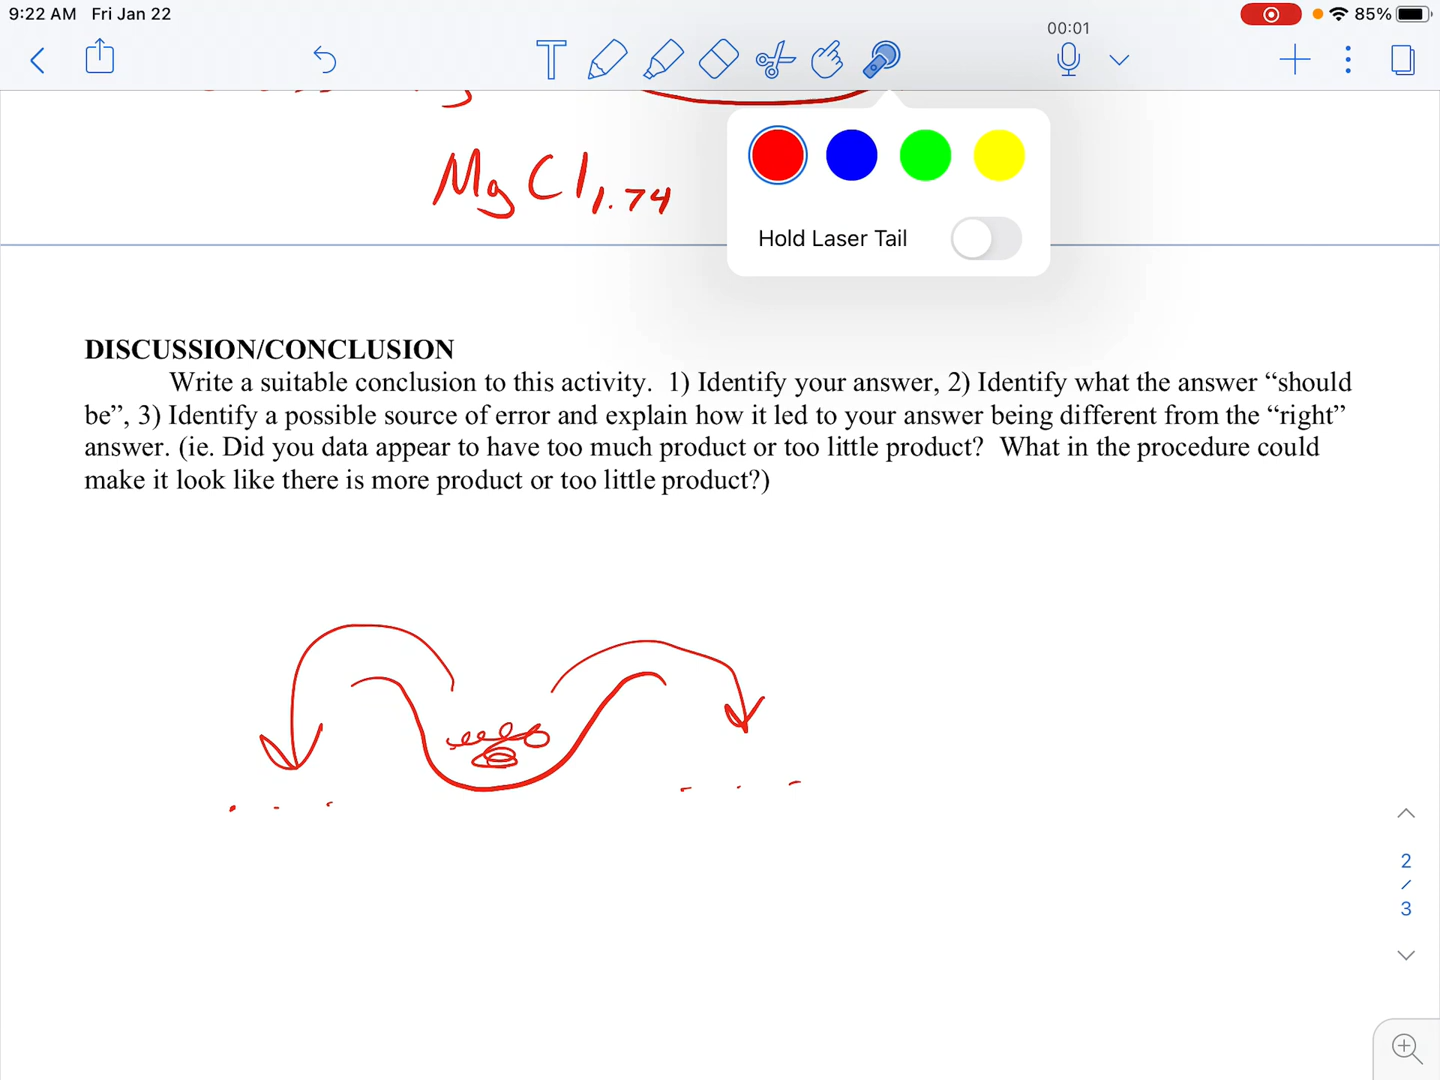 9:22 AM Fri Jan 22
85%
T
00:01
MgCl1.74
Hold Laser Tail
DISCUSSION/CONCLUSION
Write a suitable conclusion to this activity. 1) Identify your answer, 2) Identify what the answer “should
be”, 3) Identify a possible source of error and explain how it led to your answer being different from the “right”
answer. (ie. Did you data appear to have too much product or too little product? What in the procedure could
make it look like there is more product or too little product?)
2
/
3